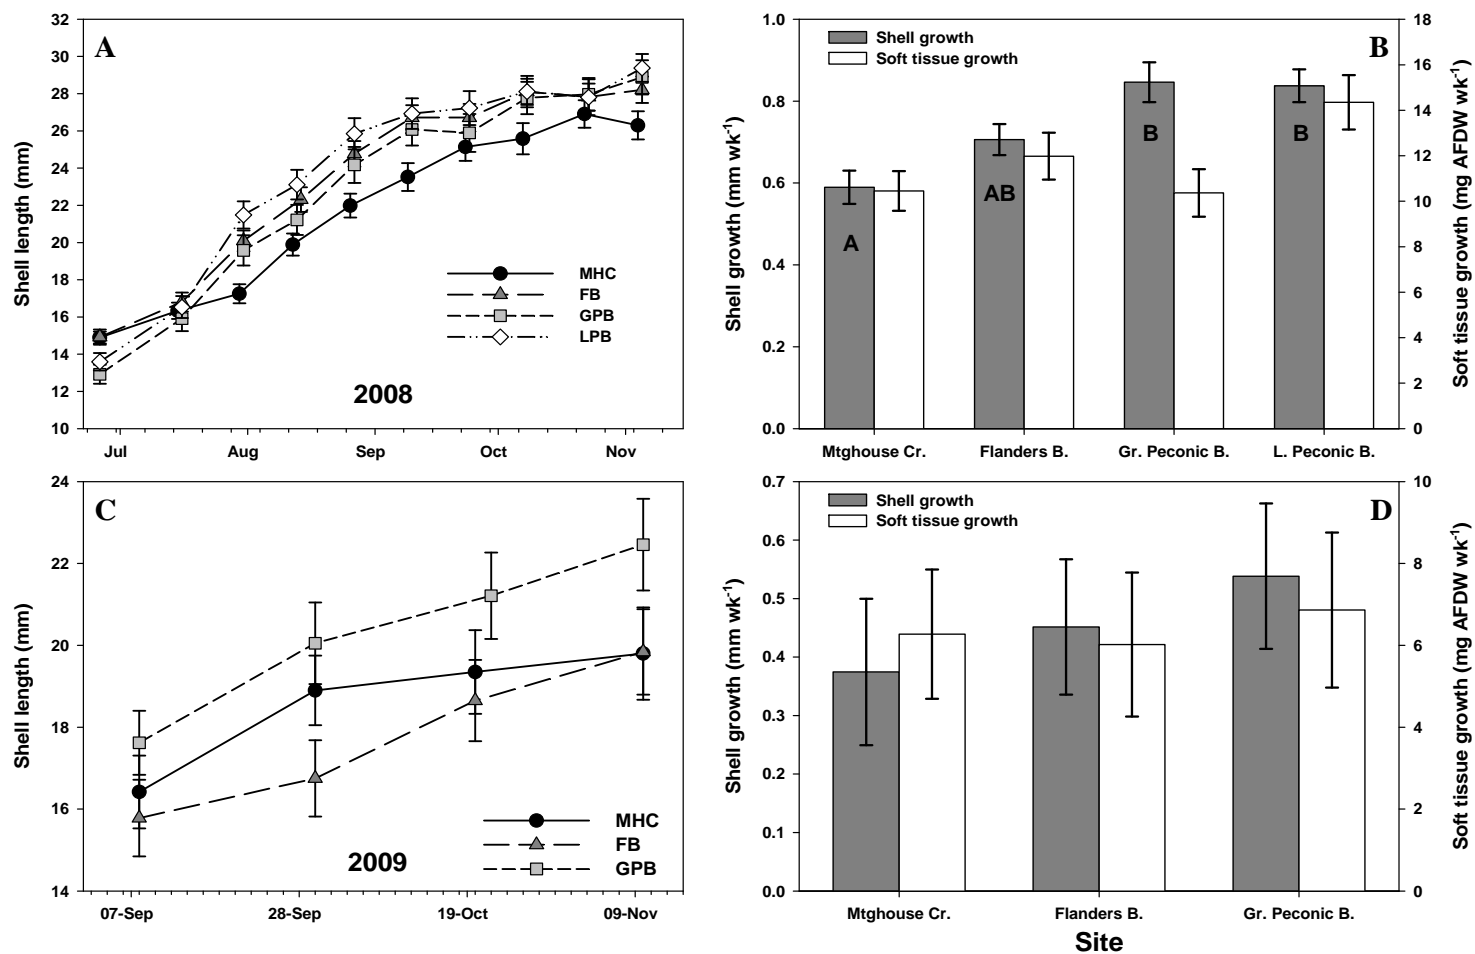 A
Shell length (mm)
32
30
28
26
24
22
20
18
16
14
12
10
MHC
FB
GPB
LPB
2008
Jul Aug Sep Oct Nov
B
Shell growth
Soft tissue growth
Shell growth (mm wk-1)
1.0
0.8
0.6
0.4
0.2
0.0
A
AB
B
B
18
16
14
12
10
8
6
4
2
0
Soft tissue growth (mg AFDW wk-1)
Mtghouse Cr. Flanders B. Gr. Peconic B. L. Peconic B.
C
Shell length (mm)
24
22
20
18
16
14
MHC
FB
GPB
2009
07-Sep 28-Sep 19-Oct 09-Nov
D
Shell growth
Soft tissue growth
Shell growth (mm wk-1)
0.7
0.6
0.5
0.4
0.3
0.2
0.1
0.0
10
8
6
4
2
0
Soft tissue growth (mg AFDW wk-1)
Mtghouse Cr. Flanders B. Gr. Peconic B.
Site